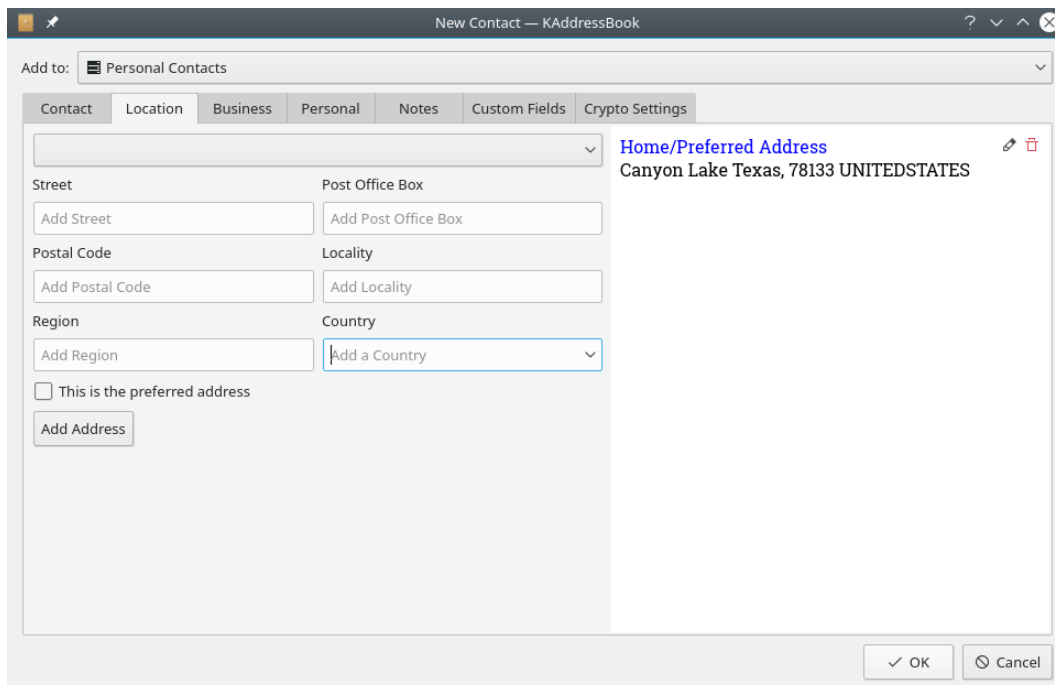 New Contact — KAddressBook
Add to: Personal Contacts
Contact Location Business Personal Notes Custom Fields Crypto Settings
Home/Preferred Address
Canyon Lake Texas, 78133 UNITEDSTATES
Street Post Office Box
Add Street Add Post Office Box
Postal Code Locality
Add Postal Code Add Locality
Region Country
Add Region Add a Country
This is the preferred address
Add Address
OK Cancel